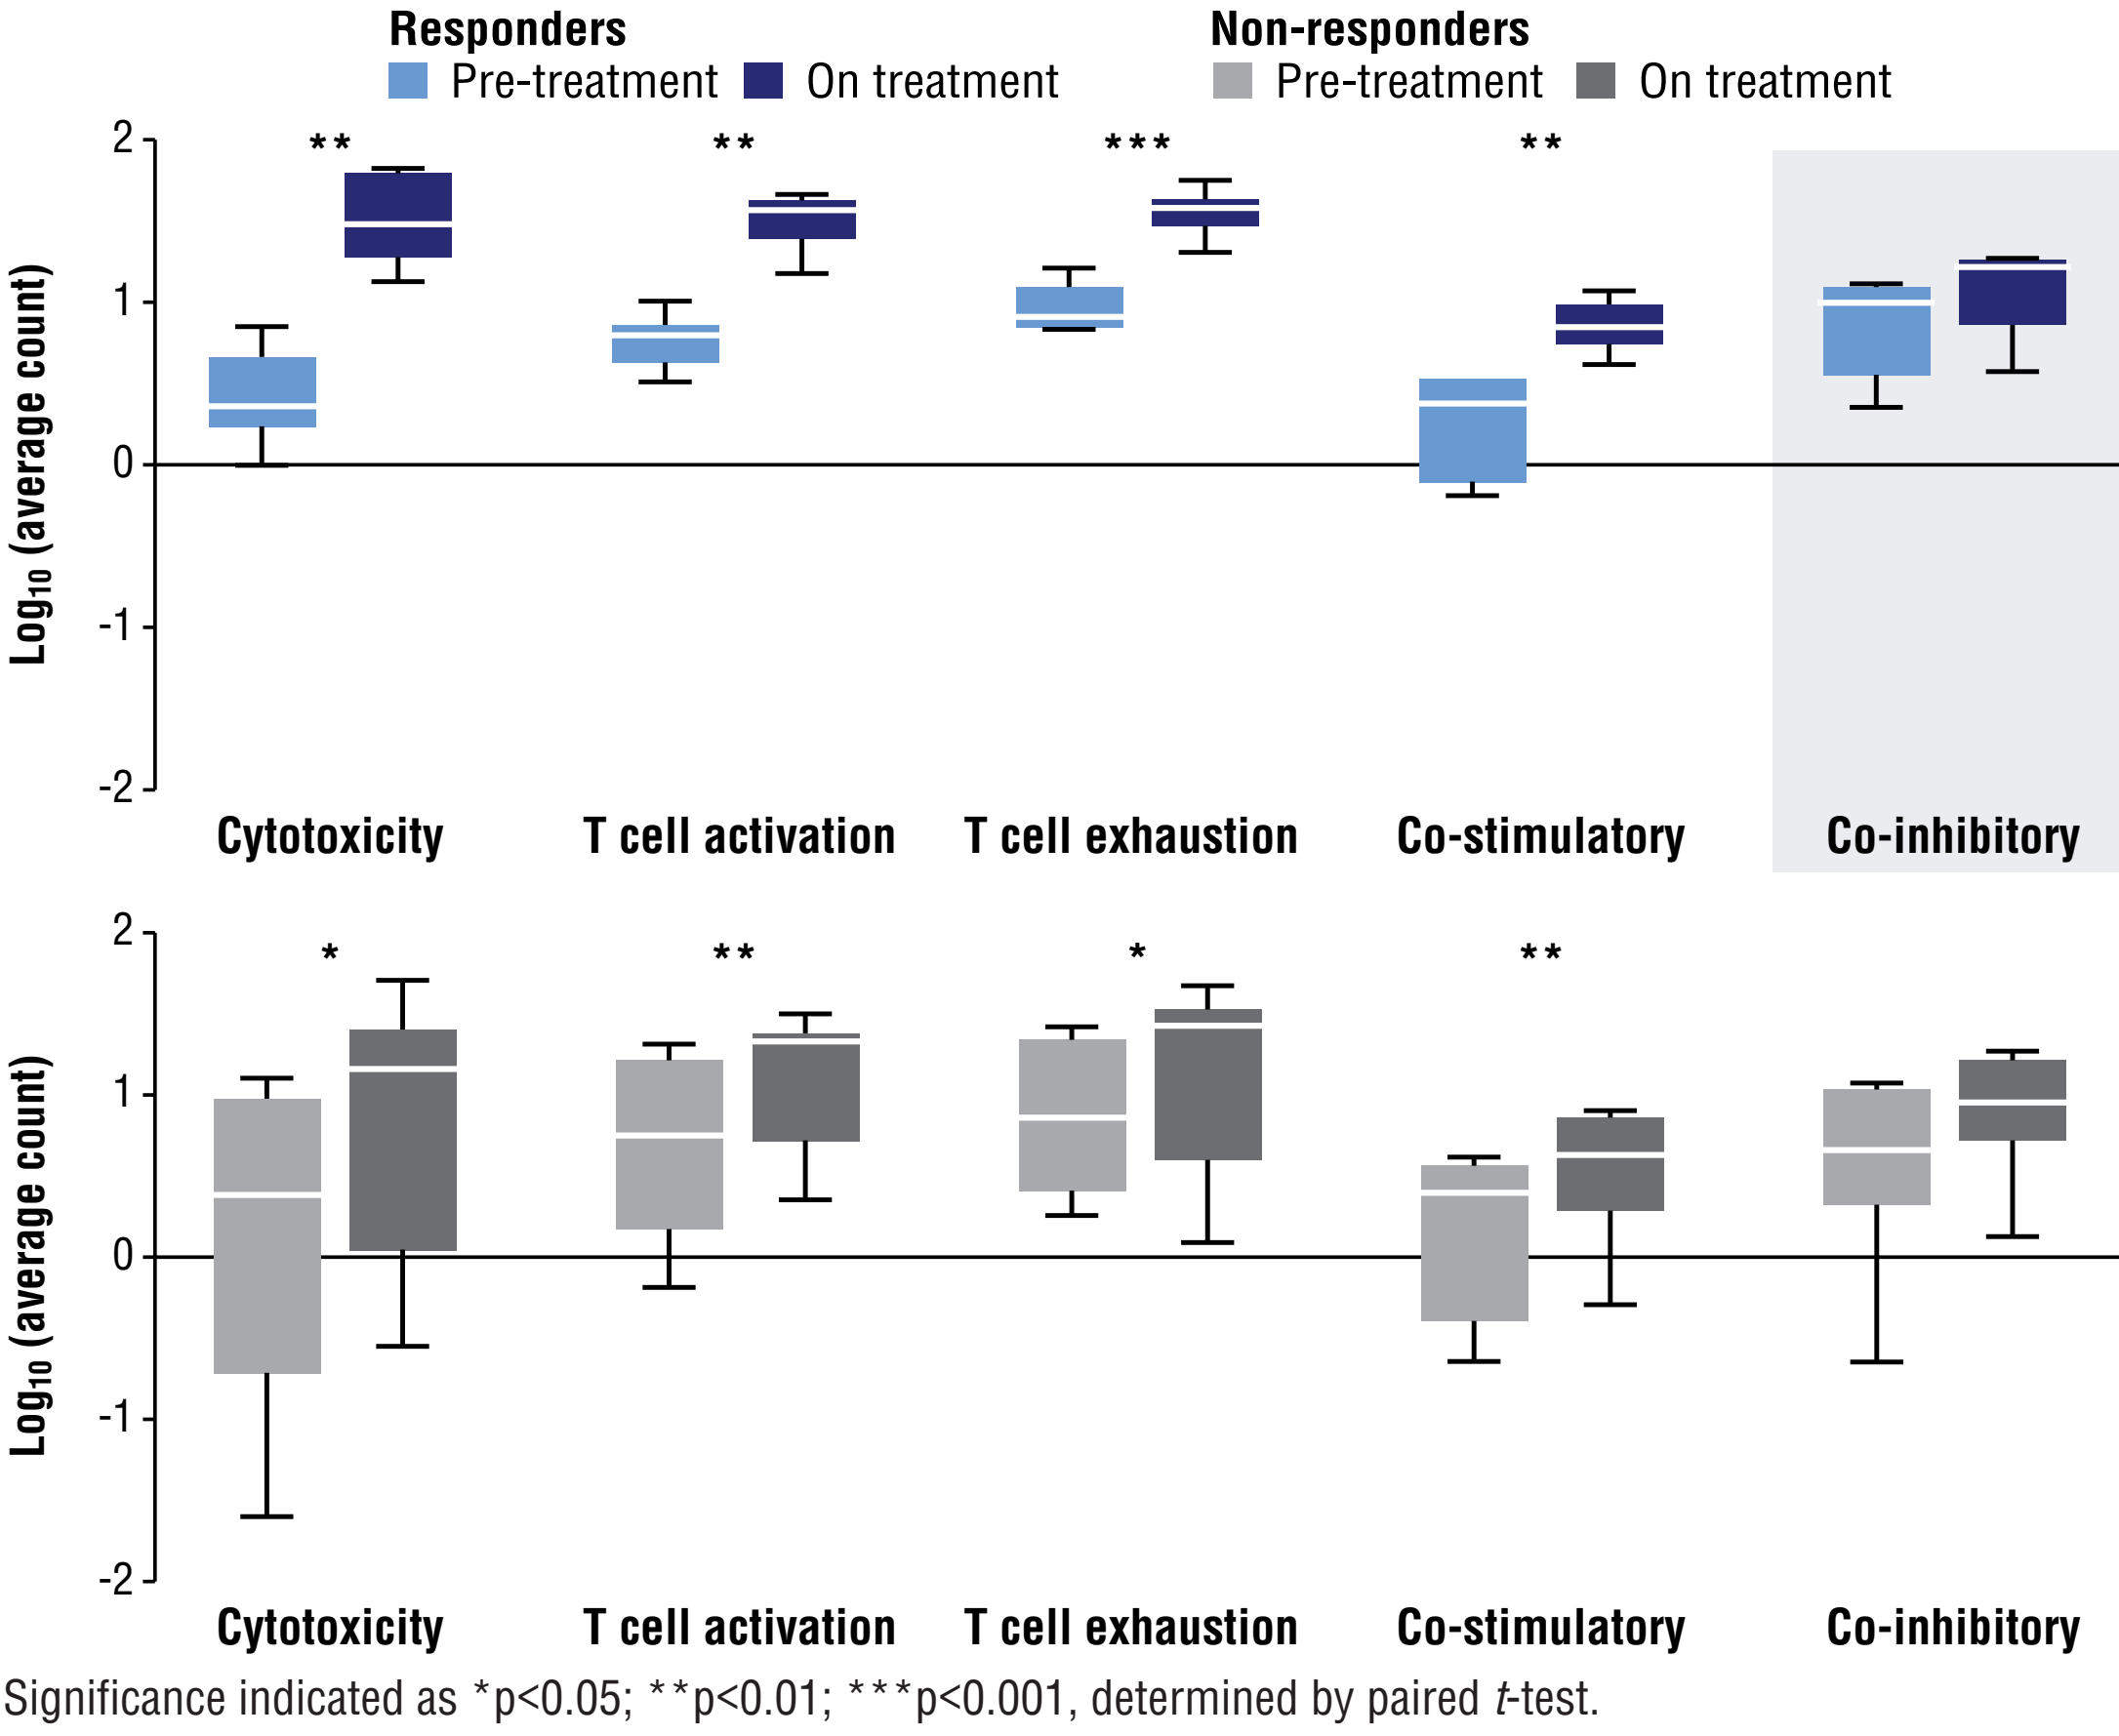 Responders Non-responders
Pre-treatment On treatment Pre-treatment On treatment
2
** ** *** **
1
0
-1
-2
Log10 (average count)
Cytotoxicity T cell activation T cell exhaustion Co-stimulatory Co-inhibitory
2
* ** * **
1
0
-1
-2
Log10 (average count)
Cytotoxicity T cell activation T cell exhaustion Co-stimulatory Co-inhibitory
Significance indicated as *p<0.05; **p<0.01; ***p<0.001, determined by paired t-test.